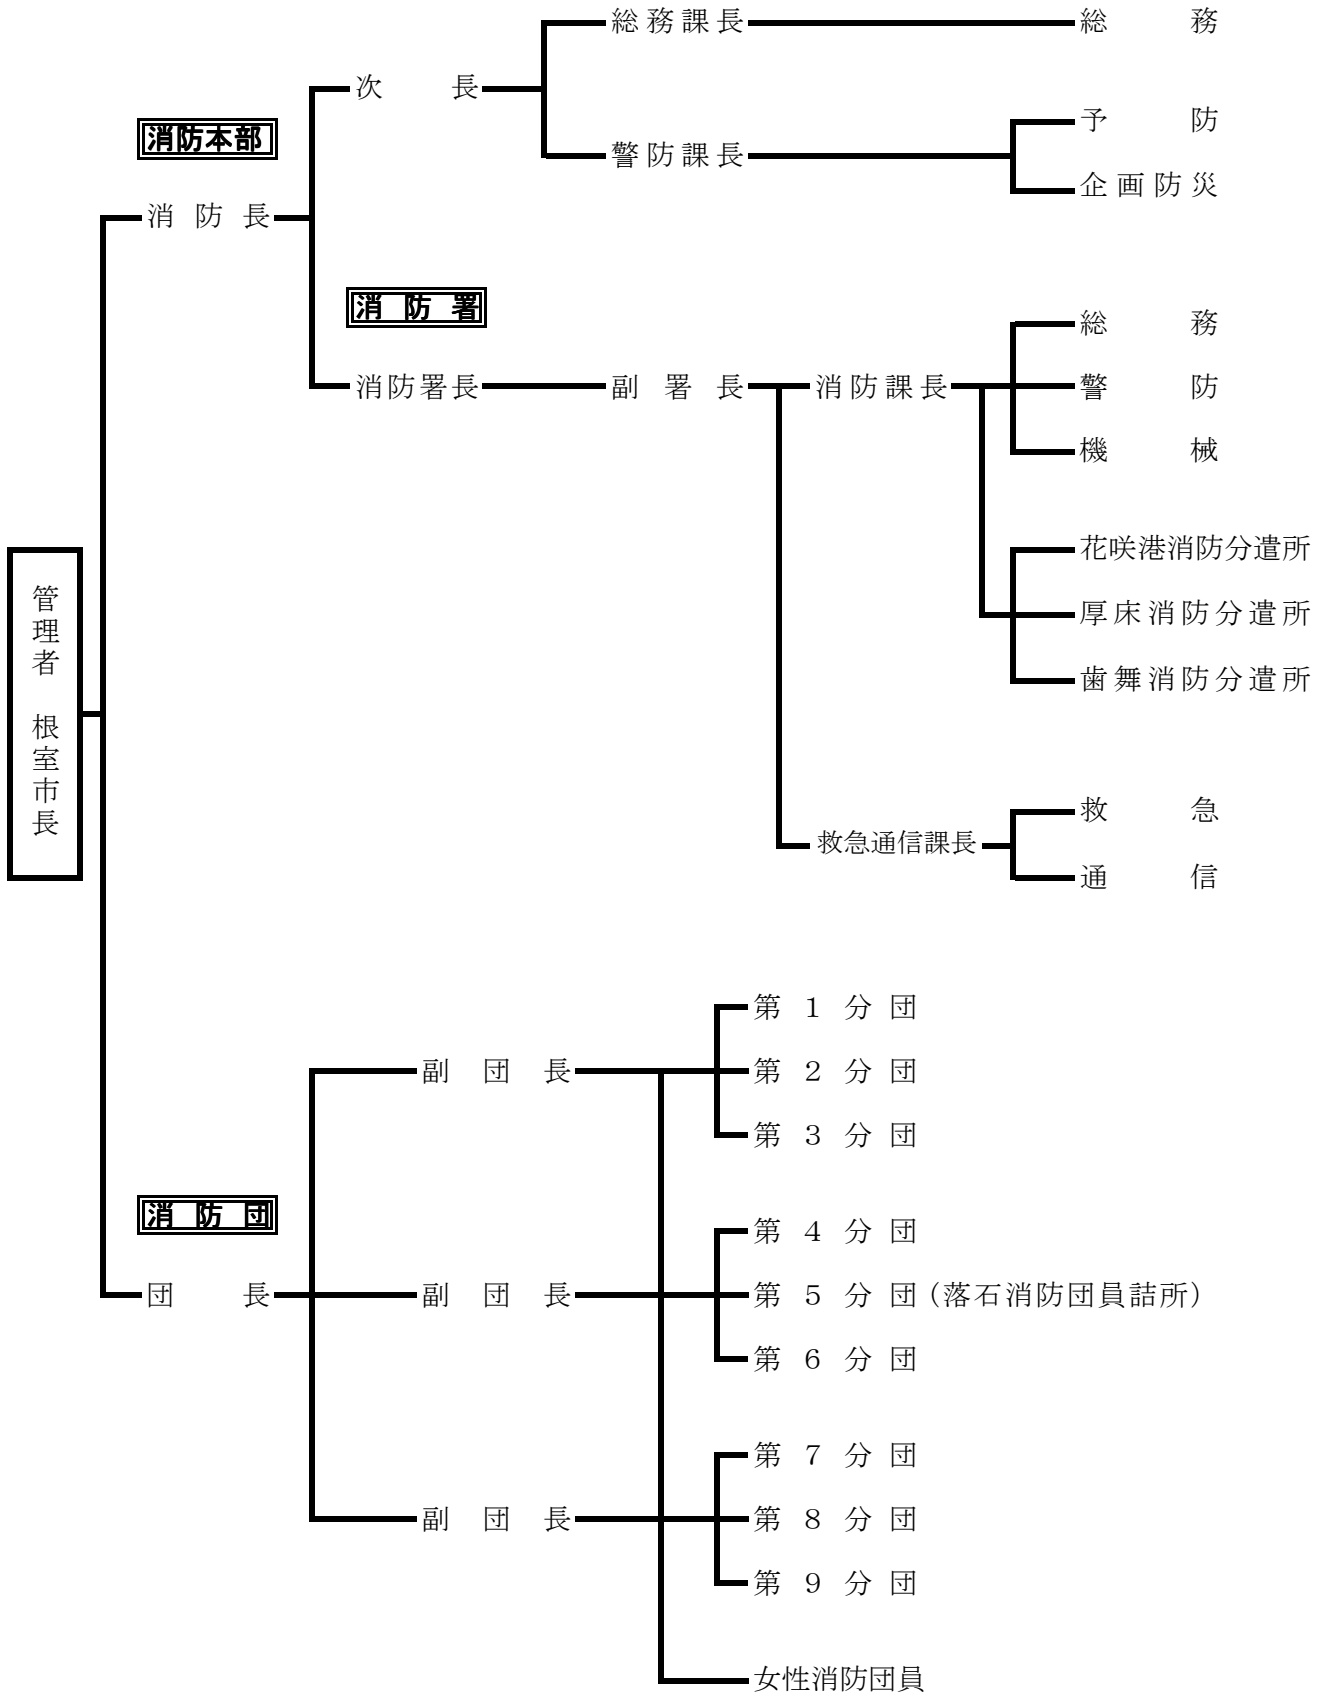 総務課長 総務
次長
消防本部 予防
警防課長
企画防災
消防長
消防署
総務
消防署長 副署長 消防課長 警防
機械
花咲港消防分遣所
管理者 根室市長
厚床消防分遣所
歯舞消防分遣所
救急
救急通信課長
通信
第1分団
副団長 第2分団
第3分団
消防団
第4分団
団長 副団長 第5分団(落石消防団員詰所)
第6分団
第7分団
副団長 第8分団
第9分団
女性消防団員